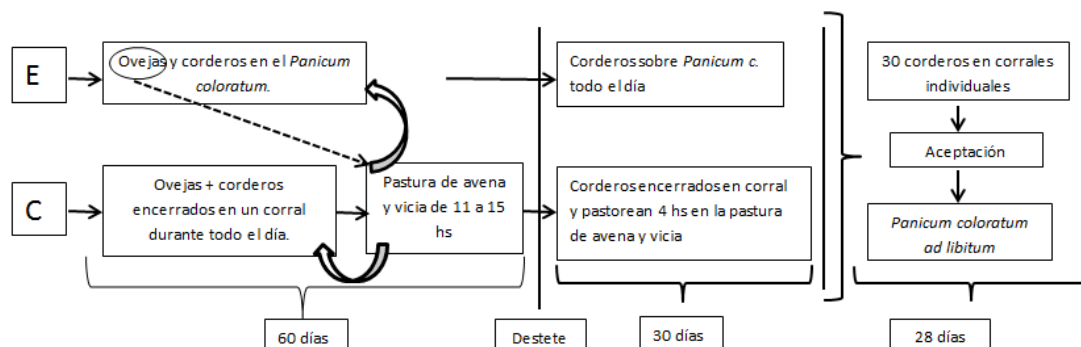 E
Ovejas y corderos en el Panicum
coloratum.
Corderos sobre Panicum c.
todo el día
30 corderos en corrales
individuales
Aceptación
C
Ovejas + corderos
encerrados en un corral
durante todo el día.
Pastura de avena
y vicia de 11 a 15
hs
Corderos encerrados en corral
y pastorean 4 hs en la pastura
de avena y vicia
Panicum coloratum
ad libitum
60 días
Destete
30 días
28 días